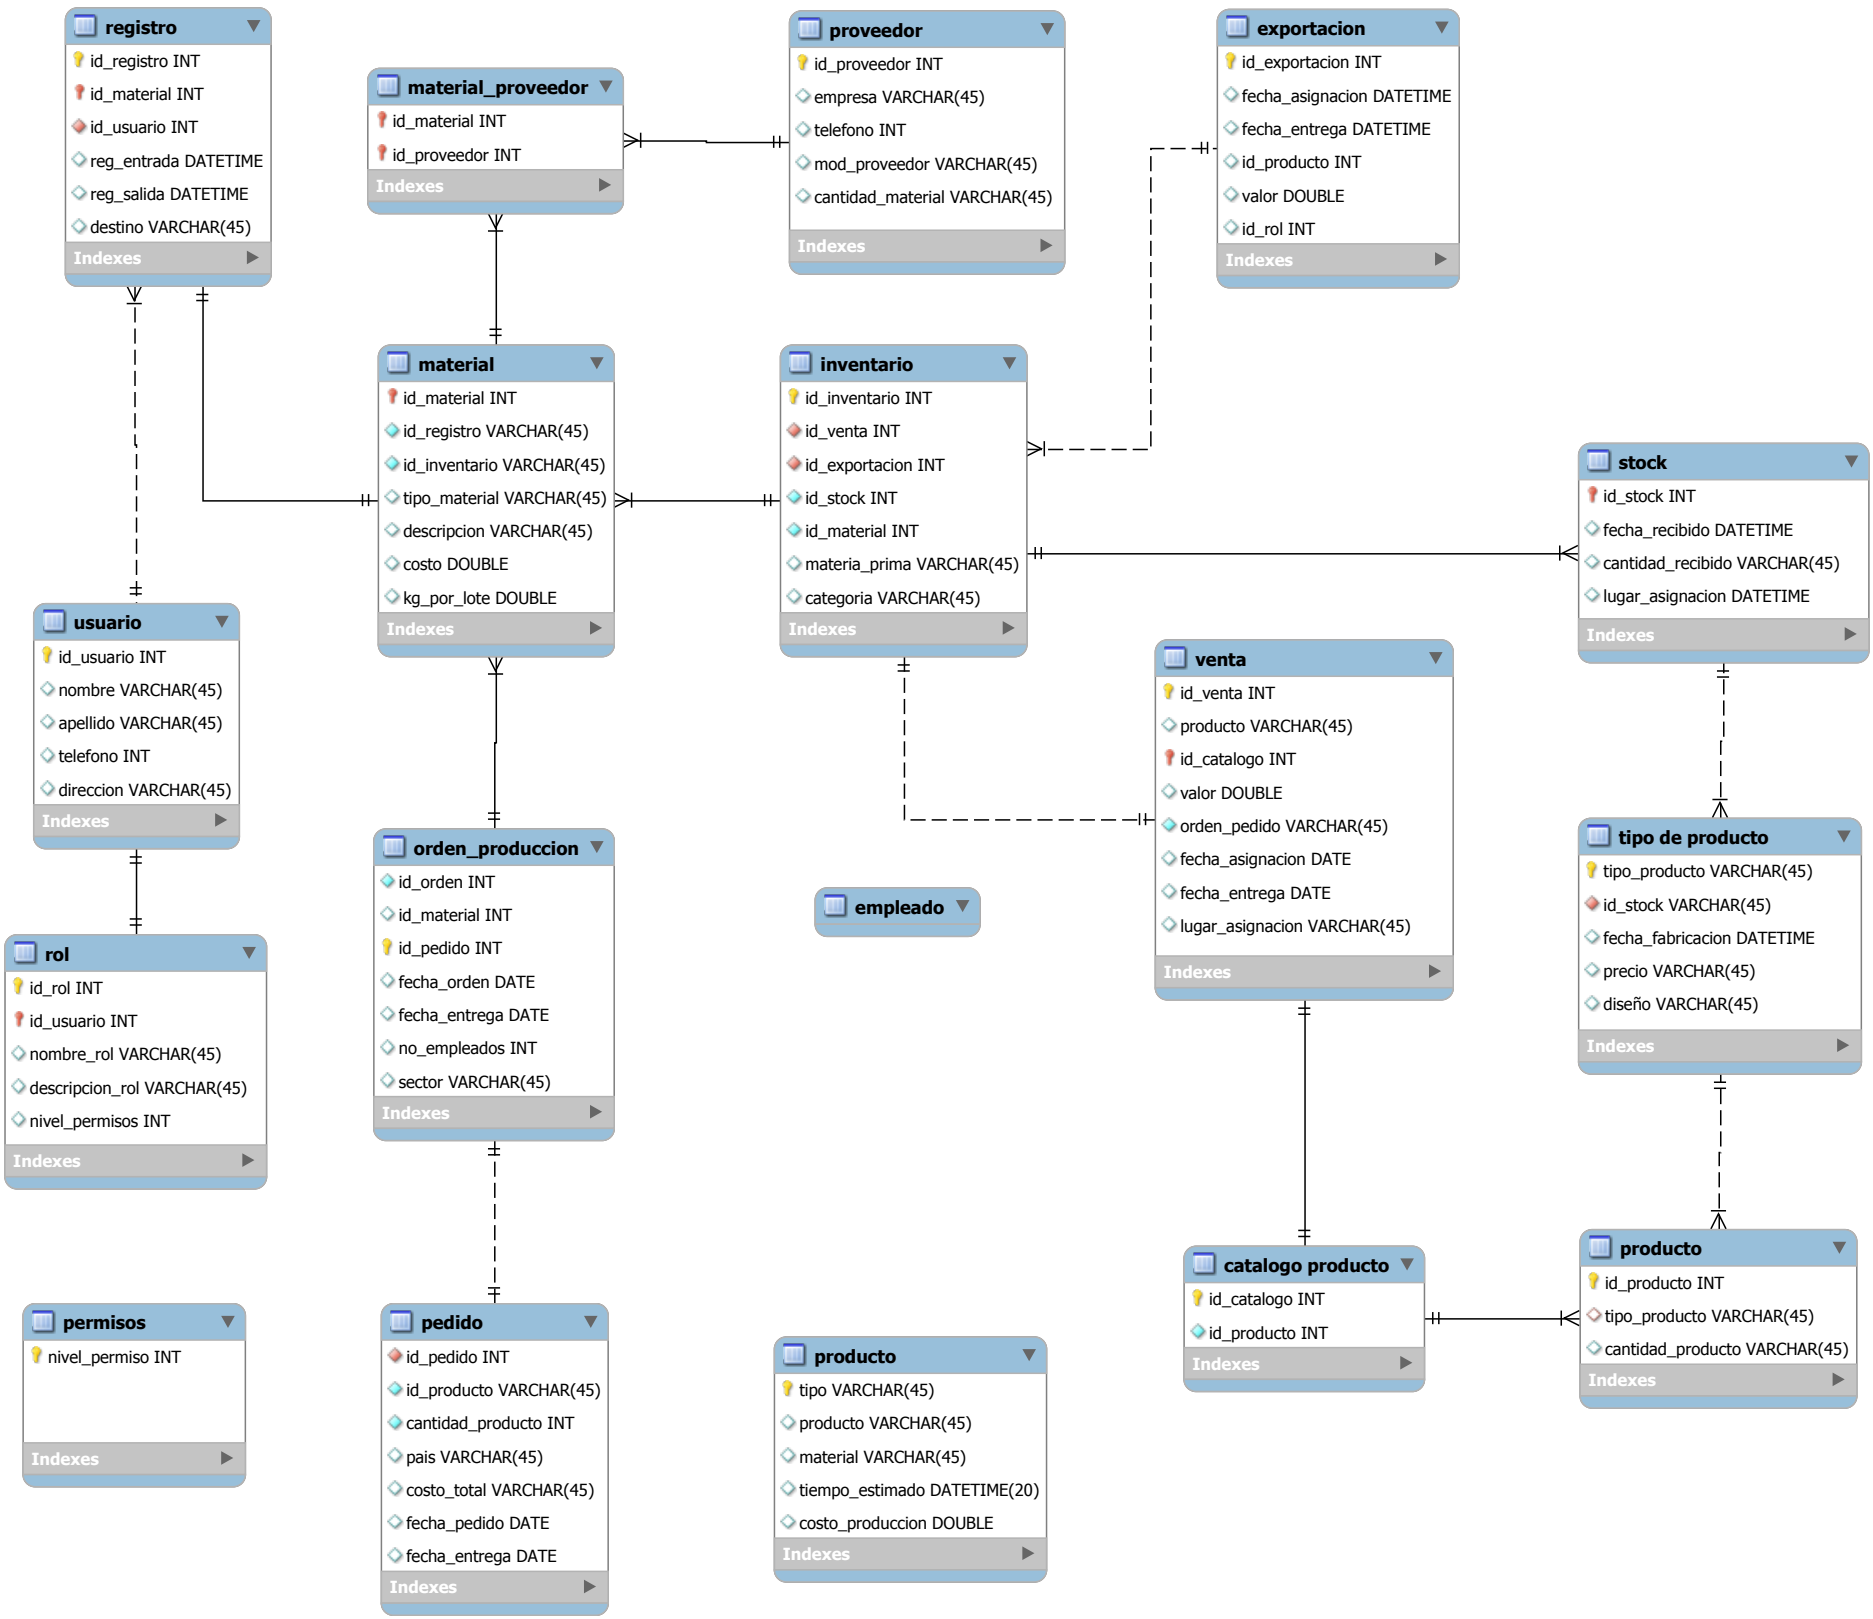 registro
id_registro INT
id_material INT
id_usuario INT
reg_entrada DATETIME
reg_salida DATETIME
destino VARCHAR(45)
Indexes
material_proveedor
id_material INT
id_proveedor INT
Indexes
proveedor
id_proveedor INT
empresa VARCHAR(45)
telefono INT
mod_proveedor VARCHAR(45)
cantidad_material VARCHAR(45)
Indexes
exportacion
id_exportacion INT
fecha_asignacion DATETIME
fecha_entrega DATETIME
id_producto INT
valor DOUBLE
id_rol INT
Indexes
material
id_material INT
id_registro VARCHAR(45)
id_inventario VARCHAR(45)
tipo_material VARCHAR(45)
descripcion VARCHAR(45)
costo DOUBLE
kg_por_lote DOUBLE
Indexes
inventario
id_inventario INT
id_venta INT
id_exportacion INT
id_stock INT
id_material INT
materia_prima VARCHAR(45)
categoria VARCHAR(45)
Indexes
stock
id_stock INT
fecha_recibido DATETIME
cantidad_recibido VARCHAR(45)
lugar_asignacion DATETIME
Indexes
usuario
id_usuario INT
nombre VARCHAR(45)
apellido VARCHAR(45)
telefono INT
direccion VARCHAR(45)
Indexes
venta
id_venta INT
producto VARCHAR(45)
id_catalogo INT
valor DOUBLE
orden_pedido VARCHAR(45)
fecha_asignacion DATE
fecha_entrega DATE
lugar_asignacion VARCHAR(45)
Indexes
orden_produccion
id_orden INT
id_material INT
id_pedido INT
fecha_orden DATE
fecha_entrega DATE
no_empleados INT
sector VARCHAR(45)
Indexes
empleado
tipo de producto
tipo_producto VARCHAR(45)
id_stock VARCHAR(45)
fecha_fabricacion DATETIME
precio VARCHAR(45)
diseño VARCHAR(45)
Indexes
rol
id_rol INT
id_usuario INT
nombre_rol VARCHAR(45)
descripcion_rol VARCHAR(45)
nivel_permisos INT
Indexes
catalogo producto
id_catalogo INT
id_producto INT
Indexes
producto
id_producto INT
tipo_producto VARCHAR(45)
cantidad_producto VARCHAR(45)
Indexes
permisos
nivel_permiso INT
Indexes
pedido
id_pedido INT
id_producto VARCHAR(45)
cantidad_producto INT
pais VARCHAR(45)
costo_total VARCHAR(45)
fecha_pedido DATE
fecha_entrega DATE
Indexes
producto
tipo VARCHAR(45)
producto VARCHAR(45)
material VARCHAR(45)
tiempo_estimado DATETIME(20)
costo_produccion DOUBLE
Indexes